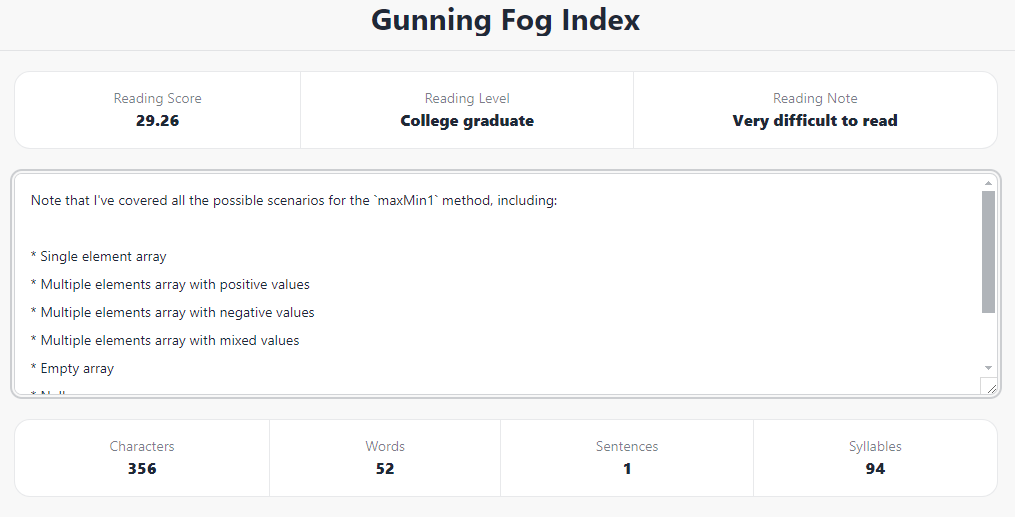 Gunning Fog Index
Reading Score
29.26
Reading Level
College graduate
Reading Note
Very difficult to read
Note that I've covered all the possible scenarios for the `maxMin1` method, including:
* Single element array
* Multiple elements array with positive values
* Multiple elements array with negative values
* Multiple elements array with mixed values
* Empty array
Characters
356
Words
52
Sentences
1
Syllables
94